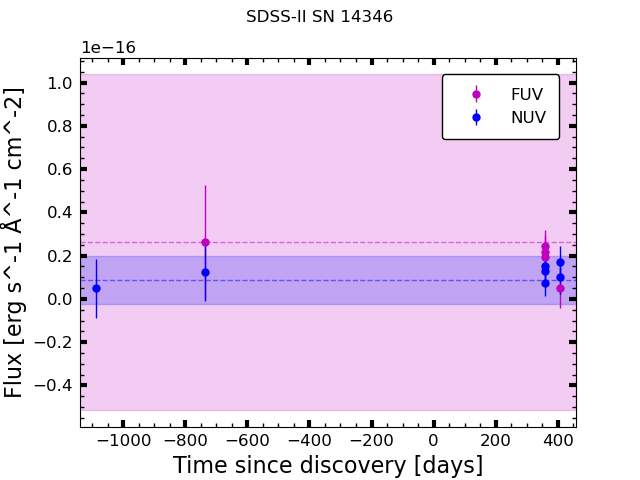 SDSS-II SN 14346
1e−16
1.0
0.8
0.6
0.4
0.2
0.0
−0.2
−0.4
Flux [erg s^-1 Å^-1 cm^-2]
FUV
NUV
−1000 −800 −600 −400 −200 0 200 400
Time since discovery [days]